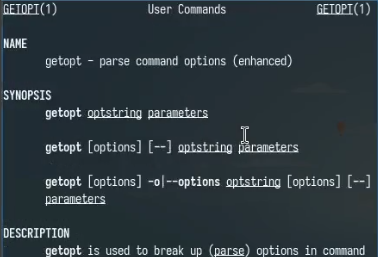 GETOPT(1) User Commands GETOPT(1)
NAME
getopt - parse command options (enhanced)
SYNOPSIS
getopt optstring parameters
getopt [options] [--] optstring parameters
getopt [options] -o|--options optstring [options] [--]
parameters
DESCRIPTION
getopt is used to break up (parse) options in command